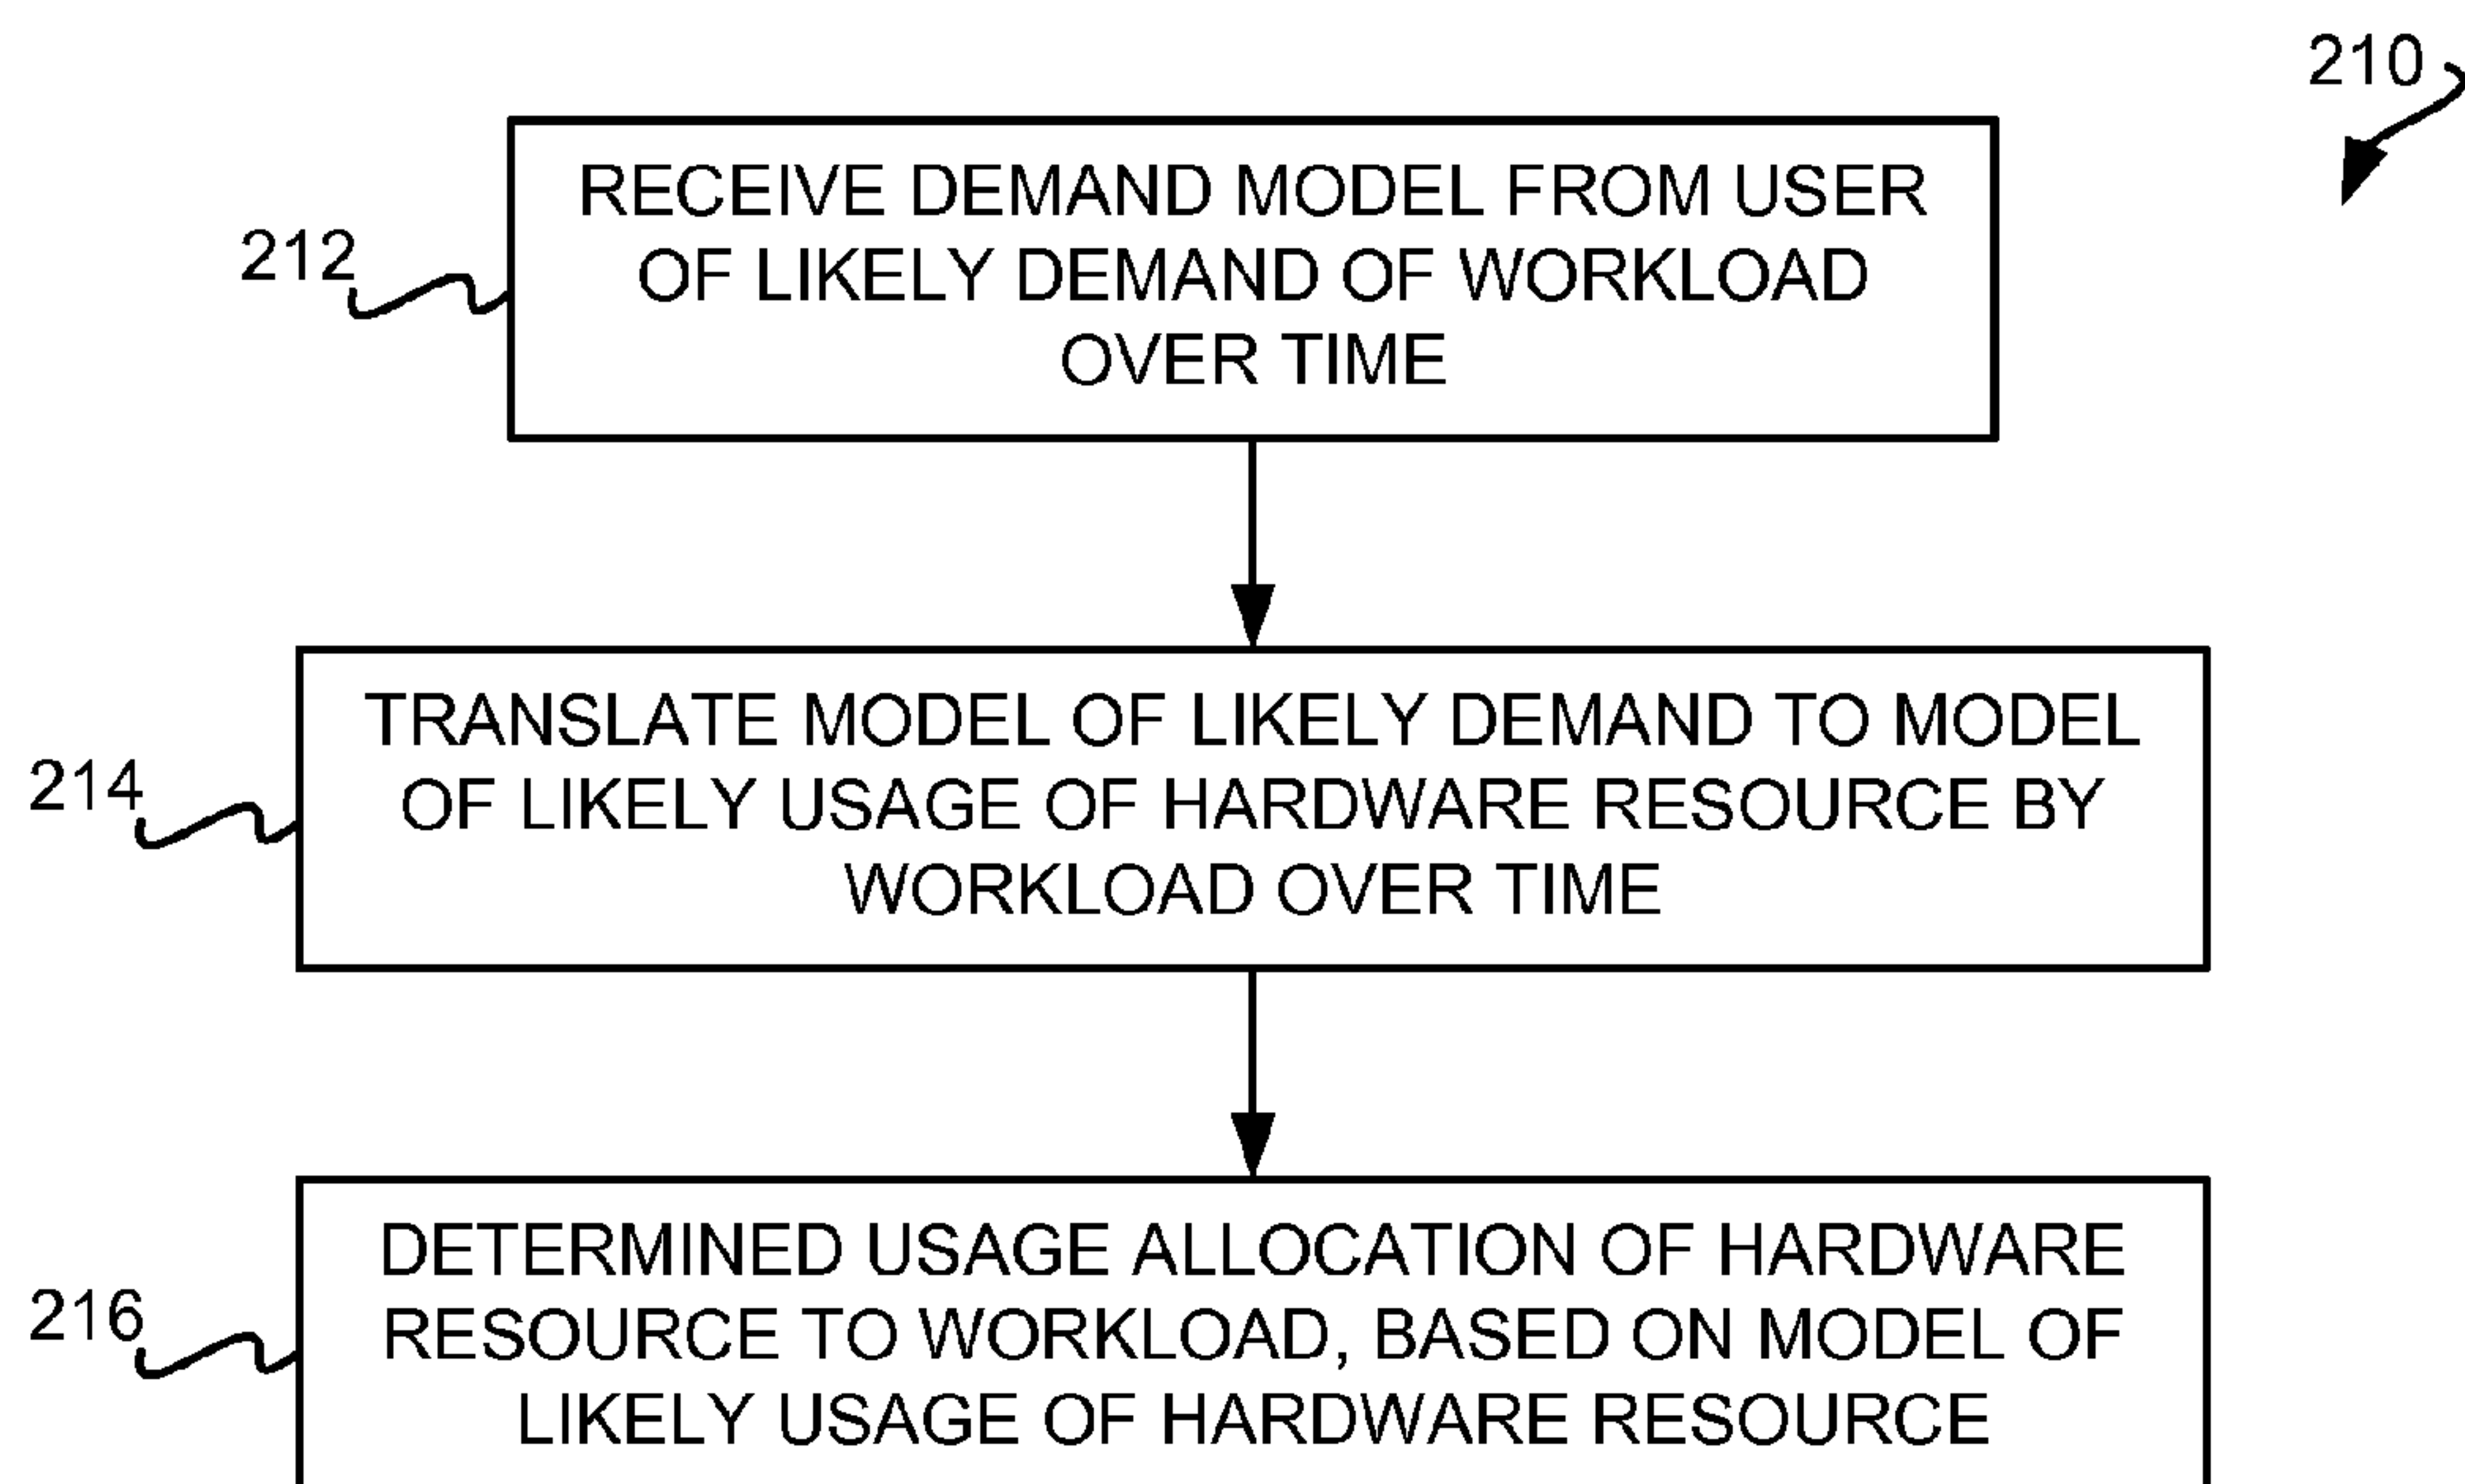 210
RECEIVE DEMAND MODEL FROM USER
OF LIKELY DEMAND OF WORKLOAD
OVER TIME
212
TRANSLATE MODEL OF LIKELY DEMAND TO MODEL
OF LIKELY USAGE OF HARDWARE RESOURCE BY
WORKLOAD OVER TIME
214
DETERMINED USAGE ALLOCATION OF HARDWARE
RESOURCE TO WORKLOAD, BASED ON MODEL OF
LIKELY USAGE OF HARDWARE RESOURCE
216